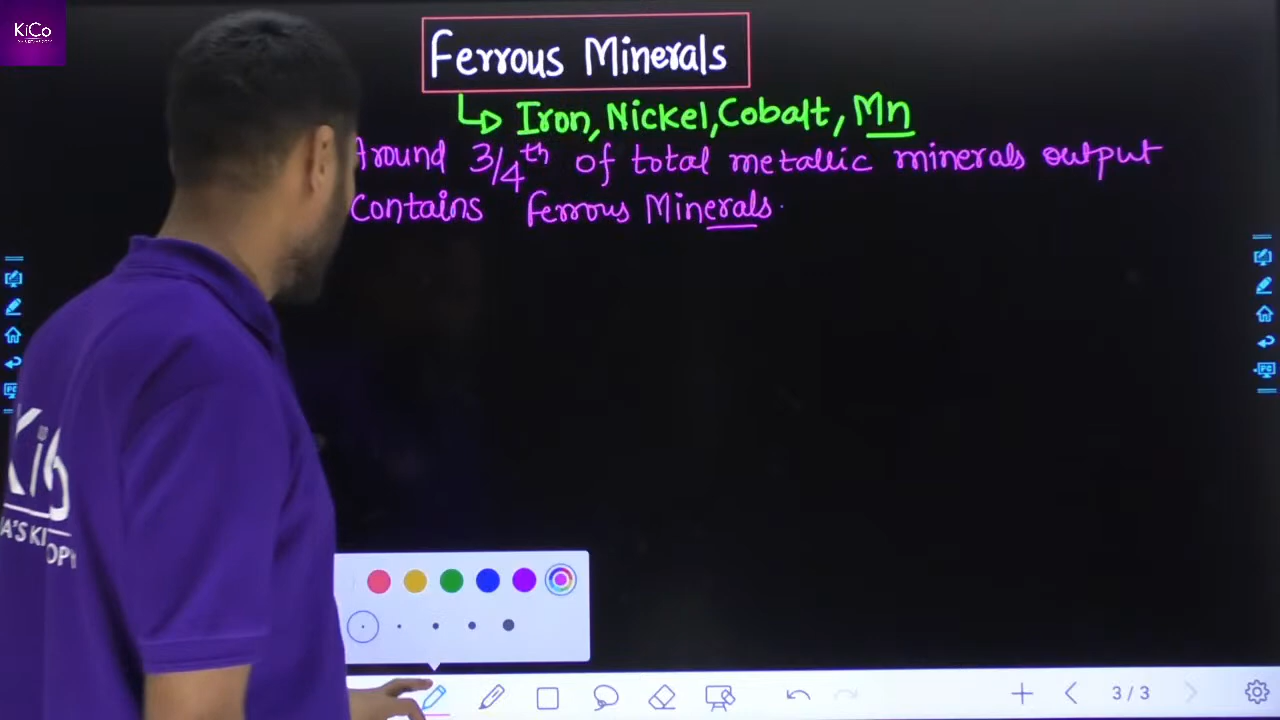 KiCo
Ferrous Minerals
Iron, Nickel, Cobalt, Mn
Around 3/4th of total metallic minerals output
contains ferrous Minerals.
3 / 3